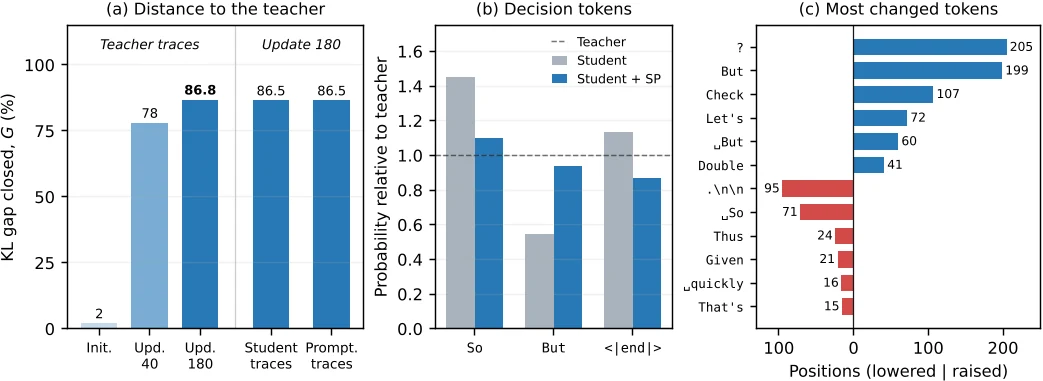 (a) Distance to the teacher
KL gap closed, G (%)
100
75
50
25
0
Teacher traces
Update 180
2
78
86.8
86.5
86.5
Init.
Upd.
40
Upd.
180
Student
traces
Prompt.
traces
(b) Decision tokens
Probability relative to teacher
1.6
1.4
1.2
1.0
0.8
0.6
0.4
0.2
0.0
Teacher
Student
Student + SP
So
But
<|end|>
(c) Most changed tokens
? 205
But 199
Check 107
Let's 72
␣But 60
Double 41
.\n\n 95
␣So 71
Thus 24
Given 21
␣quickly 16
That's 15
100 0 100 200
Positions (lowered | raised)